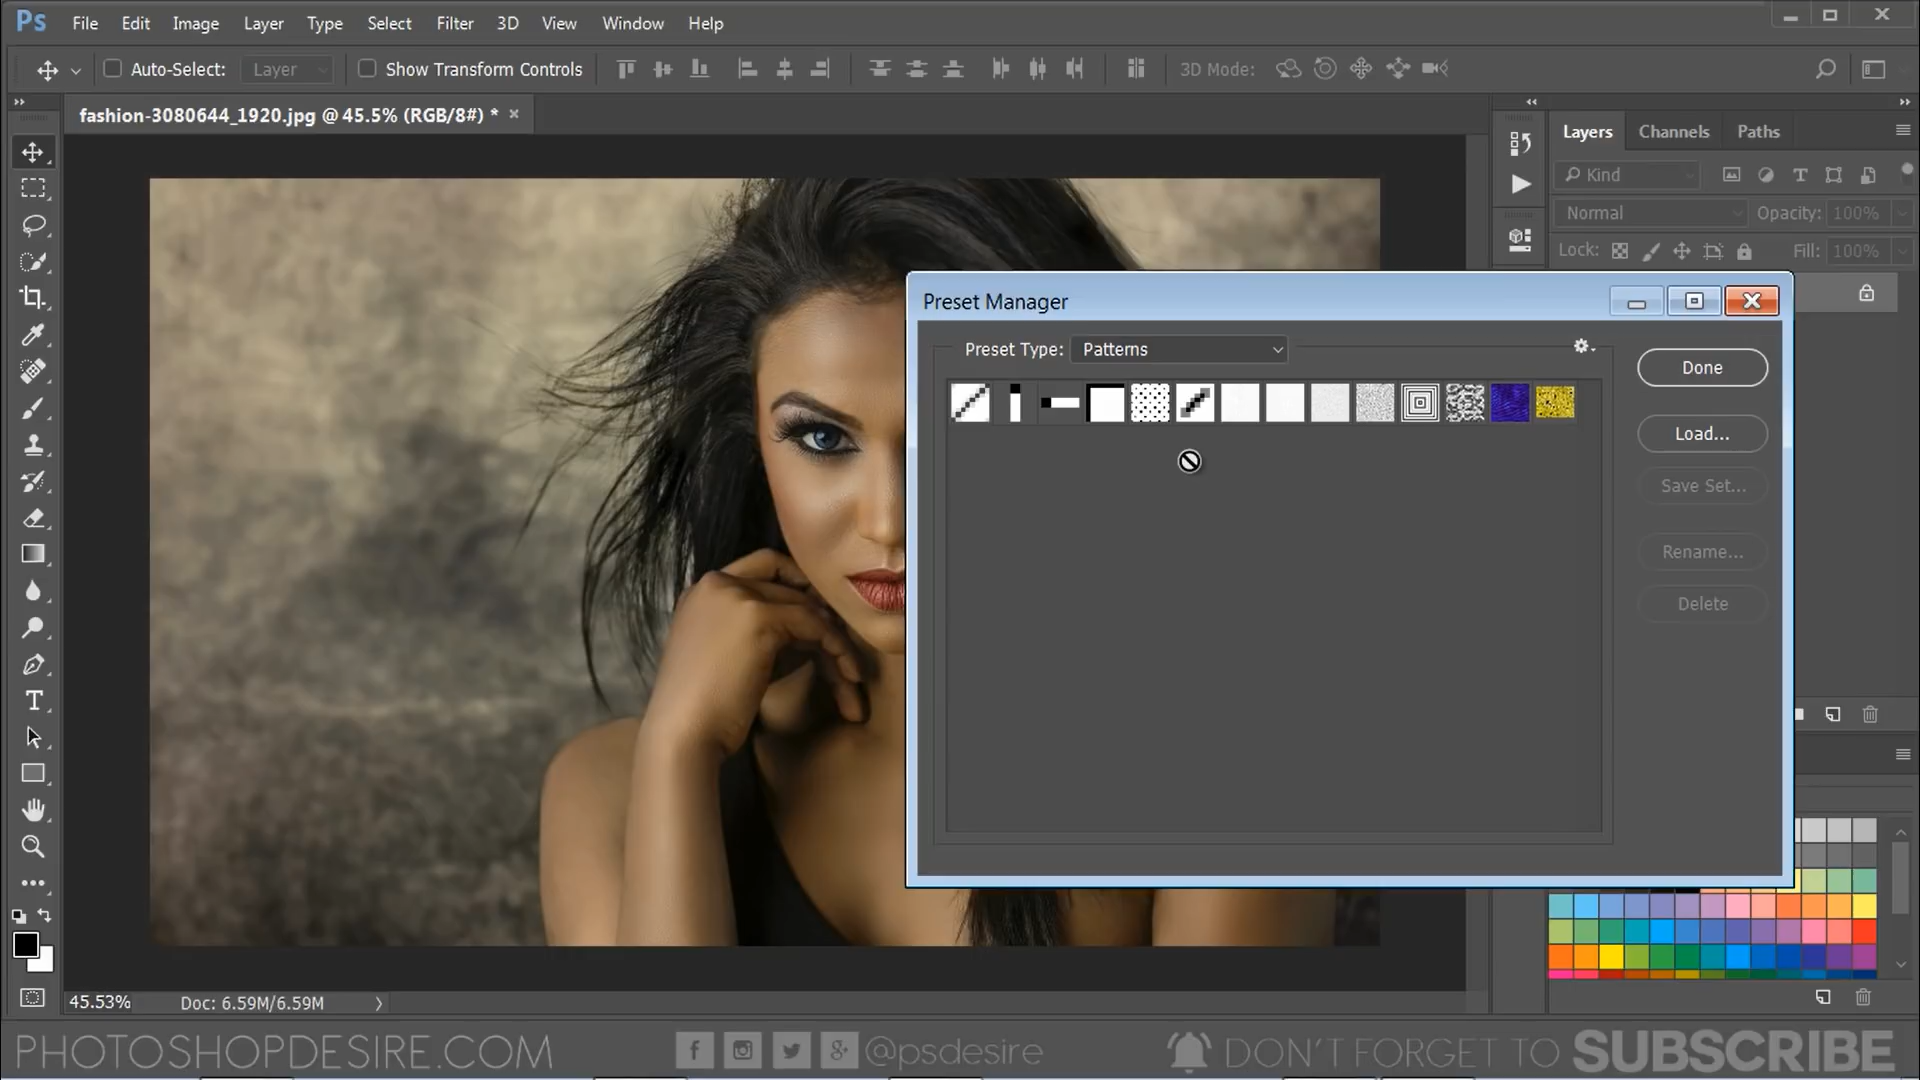 Ps File Edit Image Layer Type Select Filter 3D View Window Help
Auto-Select: Layer Show Transform Controls 3D Mode:
fashion-3080644_1920.jpg @ 45.5% (RGB/8#) *
Layers Channels Paths
Kind
Normal Opacity: 100%
Lock: Fill: 100%
Preset Manager
Preset Type: Patterns
Done
Load...
Save Set...
Rename...
Delete
45.53% Doc: 6.59M/6.59M
PHOTOSHOPDESIRE.COM @psdesire DON'T FORGET TO SUBSCRIBE